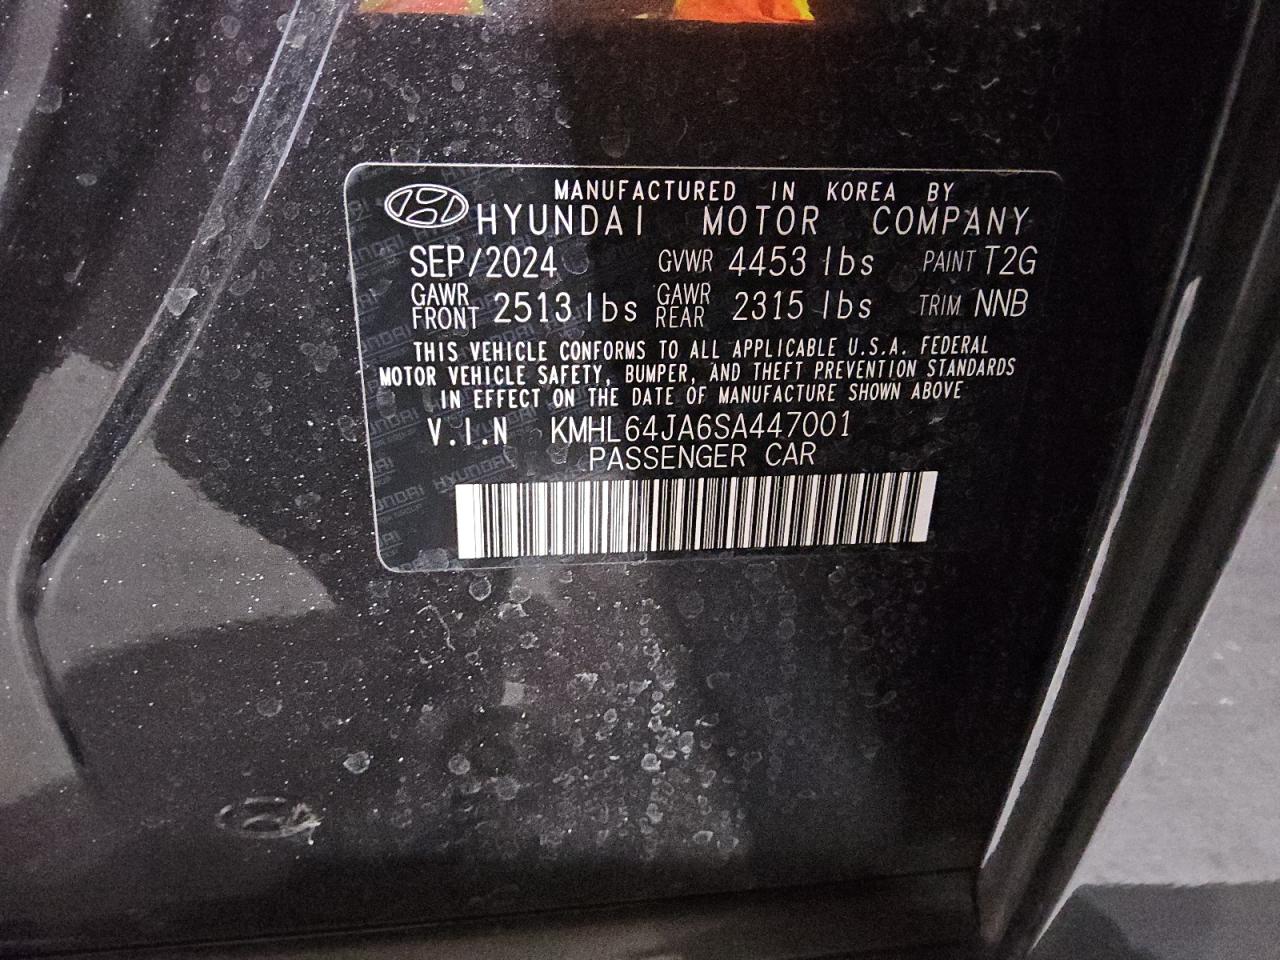 MANUFACTURED IN KOREA BY
HYUNDAI MOTOR COMPANY
SEP/2024 GVWR 4453 lbs PAINT T2G
GAWR FRONT 2513 lbs GAWR REAR 2315 lbs TRIM NNB
THIS VEHICLE CONFORMS TO ALL APPLICABLE U.S.A. FEDERAL
MOTOR VEHICLE SAFETY, BUMPER, AND THEFT PREVENTION STANDARDS
IN EFFECT ON THE DATE OF MANUFACTURE SHOWN ABOVE
V.I.N KMHL64JA6SA447001
PASSENGER CAR